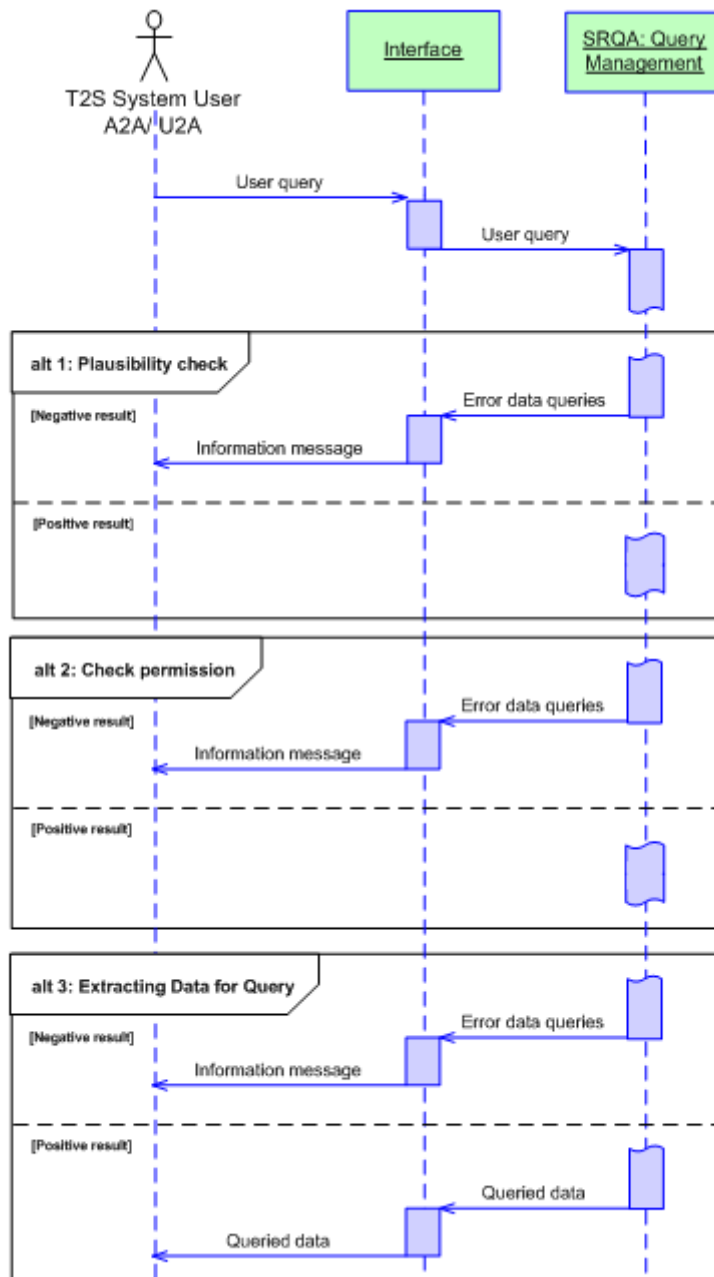 Interface
SRQA: Query
Management
T2S System User
A2A/ U2A
User query
User query
alt 1: Plausibility check
Error data queries
[Negative result]
Information message
[Positive result]
alt 2: Check permission
Error data queries
[Negative result]
Information message
[Positive result]
alt 3: Extracting Data for Query
Error data queries
[Negative result]
Information message
[Positive result]
Queried data
Queried data